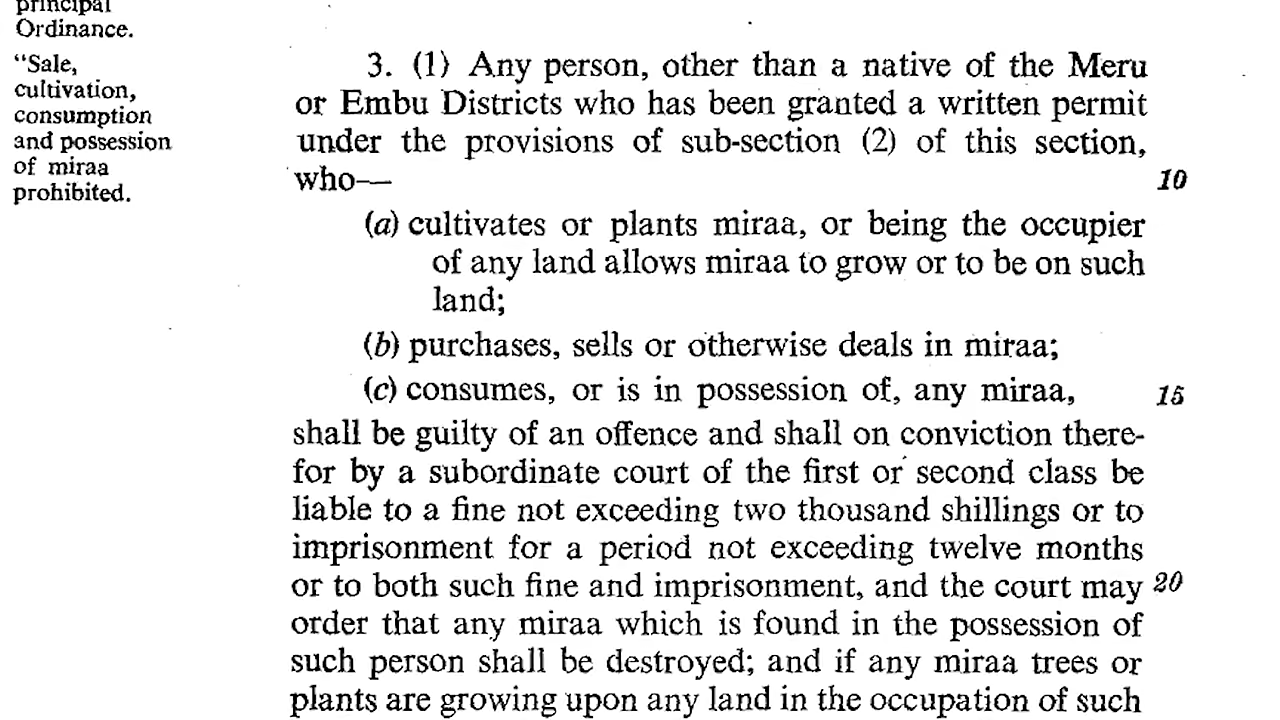 principal
Ordinance.
"Sale,
cultivation,
consumption
and possession
of miraa
prohibited.
3. (1) Any person, other than a native of the Meru
or Embu Districts who has been granted a written permit
under the provisions of sub-section (2) of this section,
who—
10
(a) cultivates or plants miraa, or being the occupier
of any land allows miraa to grow or to be on such
land;
(b) purchases, sells or otherwise deals in miraa;
(c) consumes, or is in possession of, any miraa,
15
shall be guilty of an offence and shall on conviction there-
for by a subordinate court of the first or second class be
liable to a fine not exceeding two thousand shillings or to
imprisonment for a period not exceeding twelve months
or to both such fine and imprisonment, and the court may
20
order that any miraa which is found in the possession of
such person shall be destroyed; and if any miraa trees or
plants are growing upon any land in the occupation of such